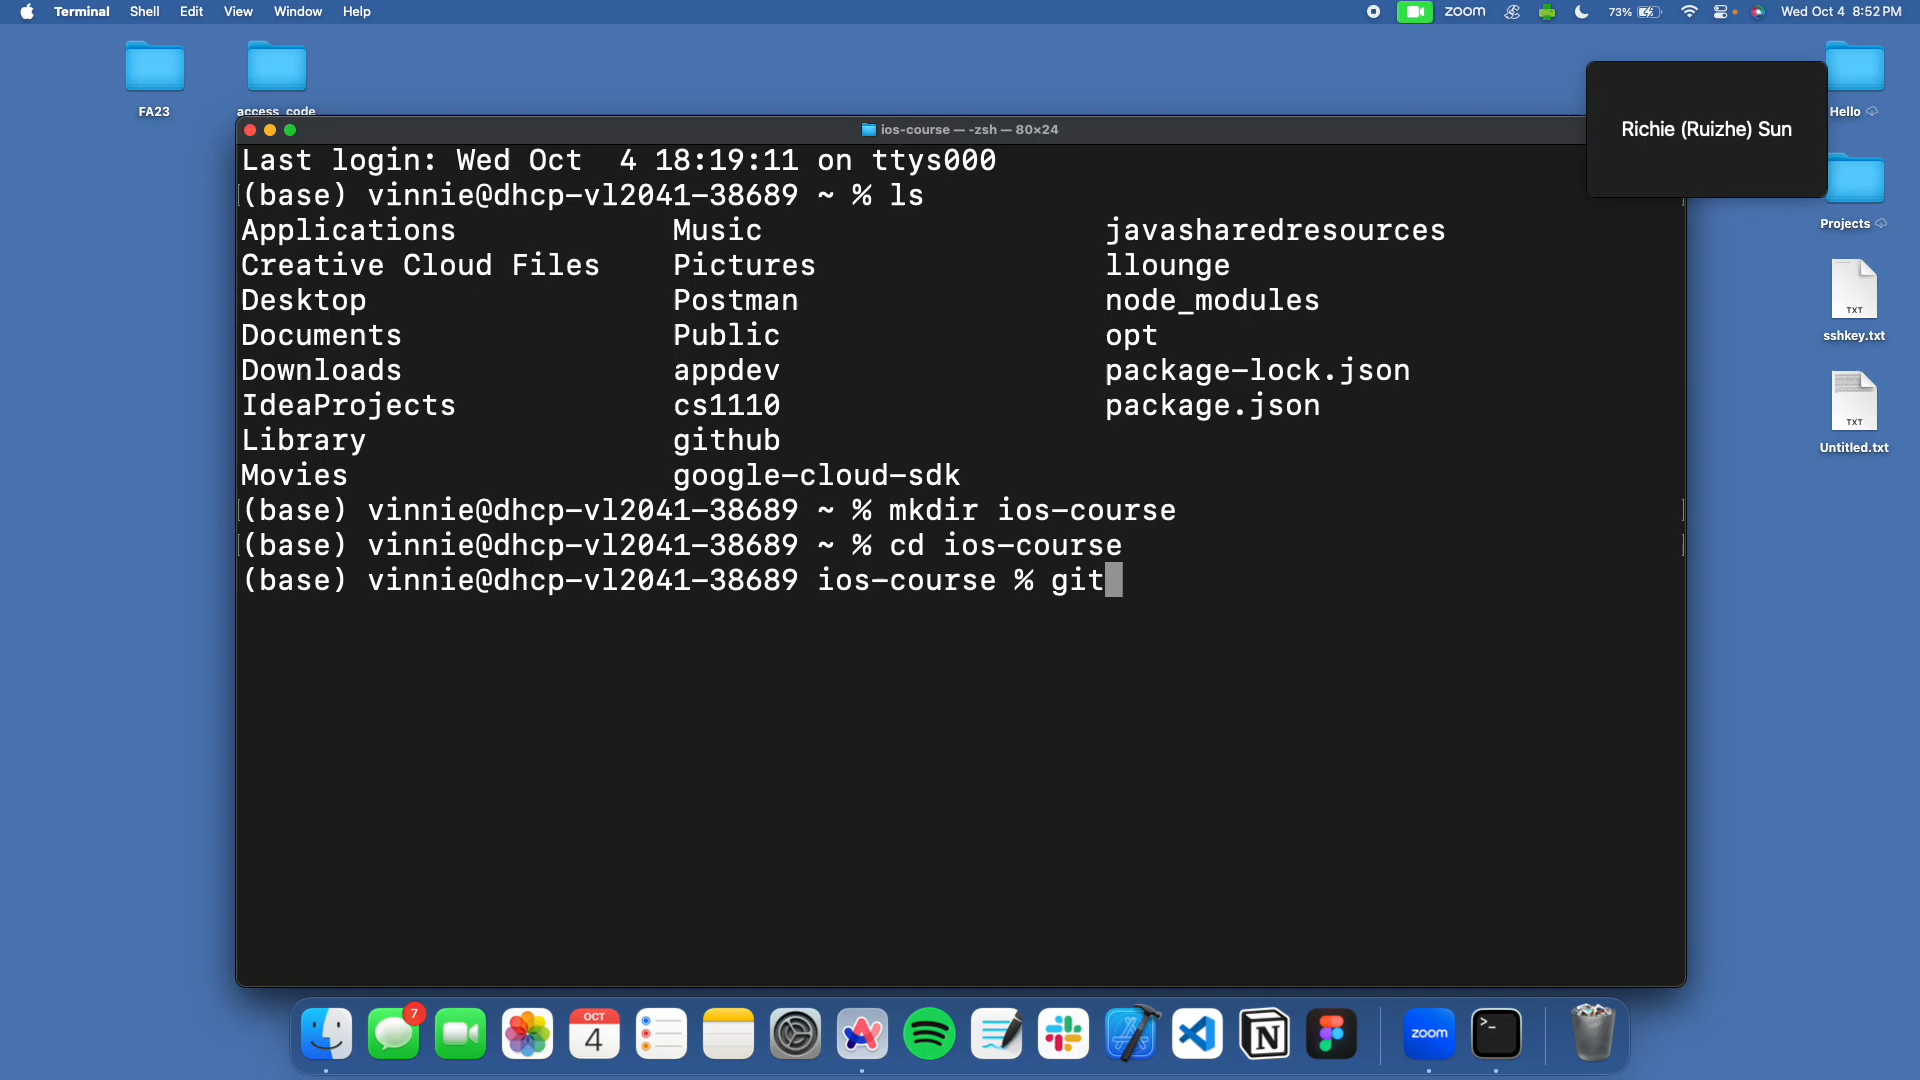 Terminal Shell Edit View Window Help zoom 73% Wed Oct 4 8:52 PM
FA23
access_code
Hello
Projects
sshkey.txt
Untitled.txt
TXT
TXT
Richie (Ruizhe) Sun
ios-course — -zsh — 80×24
Last login: Wed Oct  4 18:19:11 on ttys000
(base) vinnie@dhcp-vl2041-38689 ~ % ls
Applications Music javasharedresources
Creative Cloud Files Pictures llounge
Desktop Postman node_modules
Documents Public opt
Downloads appdev package-lock.json
IdeaProjects cs1110 package.json
Library github
Movies google-cloud-sdk
(base) vinnie@dhcp-vl2041-38689 ~ % mkdir ios-course
(base) vinnie@dhcp-vl2041-38689 ~ % cd ios-course
(base) vinnie@dhcp-vl2041-38689 ios-course % git
7
OCT
4
zoom